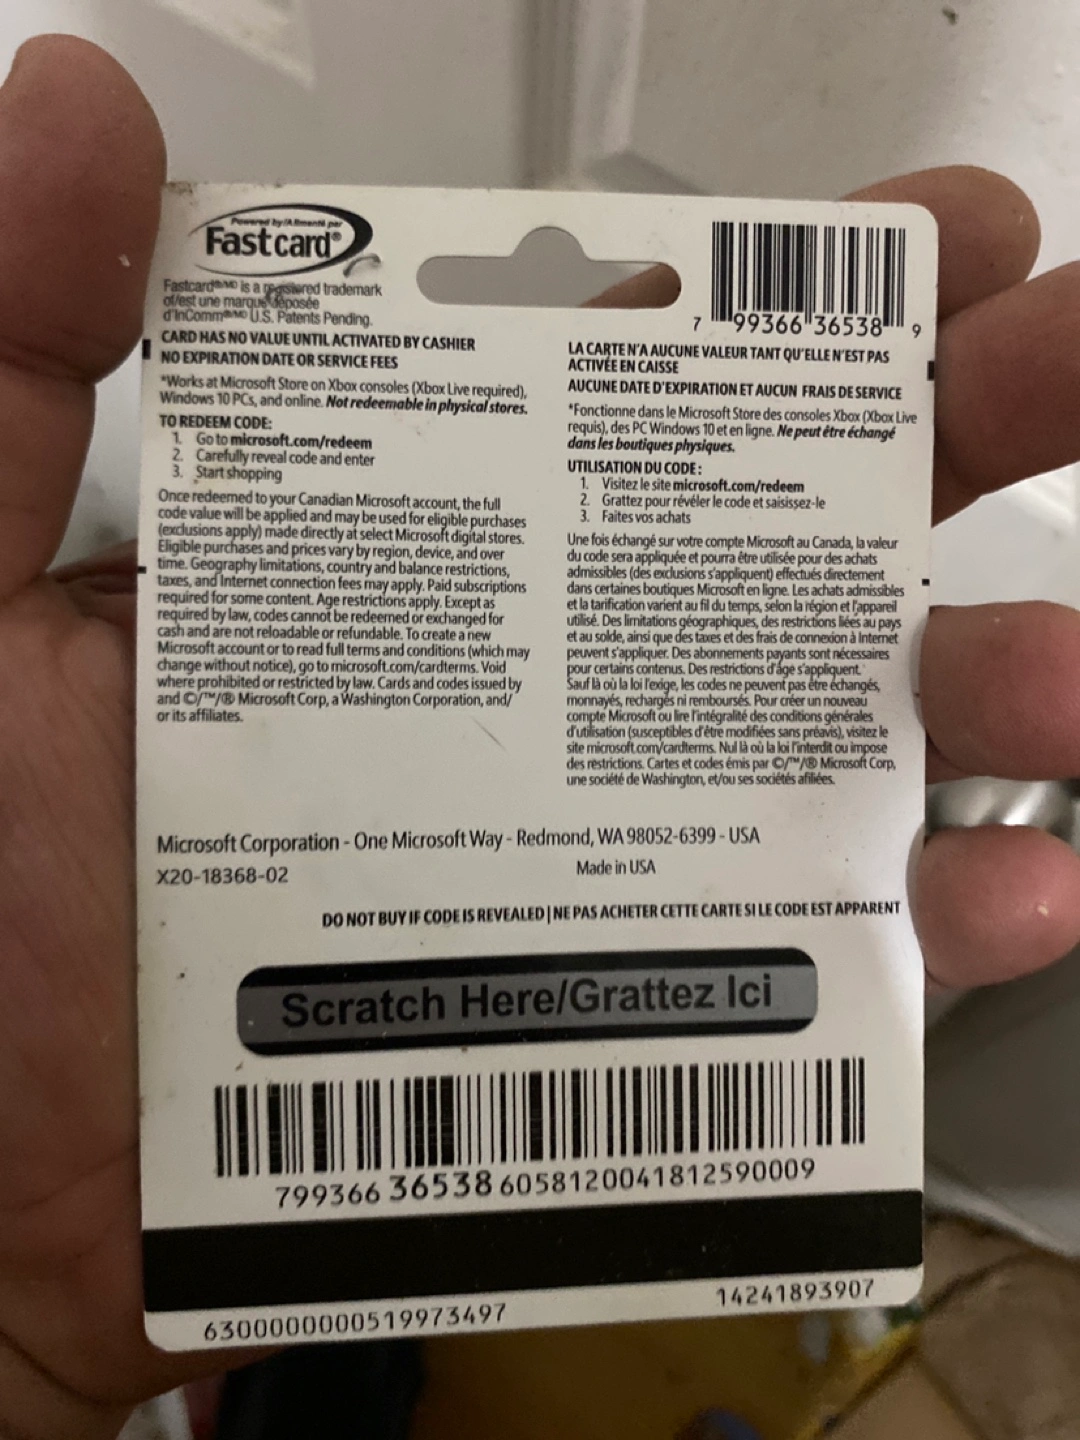 Powered by/Alimenté par
Fastcard®
Fastcard®/MD is a registered trademark
of/est une marque déposée
d'InComm®/MD U.S. Patents Pending.
CARD HAS NO VALUE UNTIL ACTIVATED BY CASHIER
NO EXPIRATION DATE OR SERVICE FEES
*Works at Microsoft Store on Xbox consoles (Xbox Live required),
Windows 10 PCs, and online. Not redeemable in physical stores.
TO REDEEM CODE:
1. Go to microsoft.com/redeem
2. Carefully reveal code and enter
3. Start shopping
Once redeemed to your Canadian Microsoft account, the full
code value will be applied and may be used for eligible purchases
(exclusions apply) made directly at select Microsoft digital stores.
Eligible purchases and prices vary by region, device, and over
time. Geography limitations, country and balance restrictions,
taxes, and Internet connection fees may apply. Paid subscriptions
required for some content. Age restrictions apply. Except as
required by law, codes cannot be redeemed or exchanged for
cash and are not reloadable or refundable. To create a new
Microsoft account or to read full terms and conditions (which may
change without notice), go to microsoft.com/cardterms. Void
where prohibited or restricted by law. Cards and codes issued by
and ©/™/® Microsoft Corp, a Washington Corporation, and/
or its affiliates.
7 99366 36538 9
LA CARTE N'A AUCUNE VALEUR TANT QU'ELLE N'EST PAS
ACTIVÉE EN CAISSE
AUCUNE DATE D'EXPIRATION ET AUCUN FRAIS DE SERVICE
*Fonctionne dans le Microsoft Store des consoles Xbox (Xbox Live
requis), des PC Windows 10 et en ligne. Ne peut être échangé
dans les boutiques physiques.
UTILISATION DU CODE :
1. Visitez le site microsoft.com/redeem
2. Grattez pour révéler le code et saisissez-le
3. Faites vos achats
Une fois échangé sur votre compte Microsoft au Canada, la valeur
du code sera appliquée et pourra être utilisée pour des achats
admissibles (des exclusions s'appliquent) effectués directement
dans certaines boutiques Microsoft en ligne. Les achats admissibles
et la tarification varient au fil du temps, selon la région et l'appareil
utilisé. Des limitations géographiques, des restrictions liées au pays
et au solde, ainsi que des taxes et des frais de connexion à Internet
peuvent s'appliquer. Des abonnements payants sont nécessaires
pour certains contenus. Des restrictions d'âge s'appliquent.
Sauf là où la loi l'exige, les codes ne peuvent pas être échangés,
monnayés, rechargés ni remboursés. Pour créer un nouveau
compte Microsoft ou lire l'intégralité des conditions générales
d'utilisation (susceptibles d'être modifiées sans préavis), visitez le
site microsoft.com/cardterms. Nul là où la loi l'interdit ou impose
des restrictions. Cartes et codes émis par ©/™/® Microsoft Corp,
une société de Washington, et/ou ses sociétés affiliées.
Microsoft Corporation - One Microsoft Way - Redmond, WA 98052-6399 - USA
X20-18368-02
Made in USA
DO NOT BUY IF CODE IS REVEALED | NE PAS ACHETER CETTE CARTE SI LE CODE EST APPARENT
Scratch Here/Grattez Ici
799366 36538 6058120041812590009
6300000000519973497
14241893907